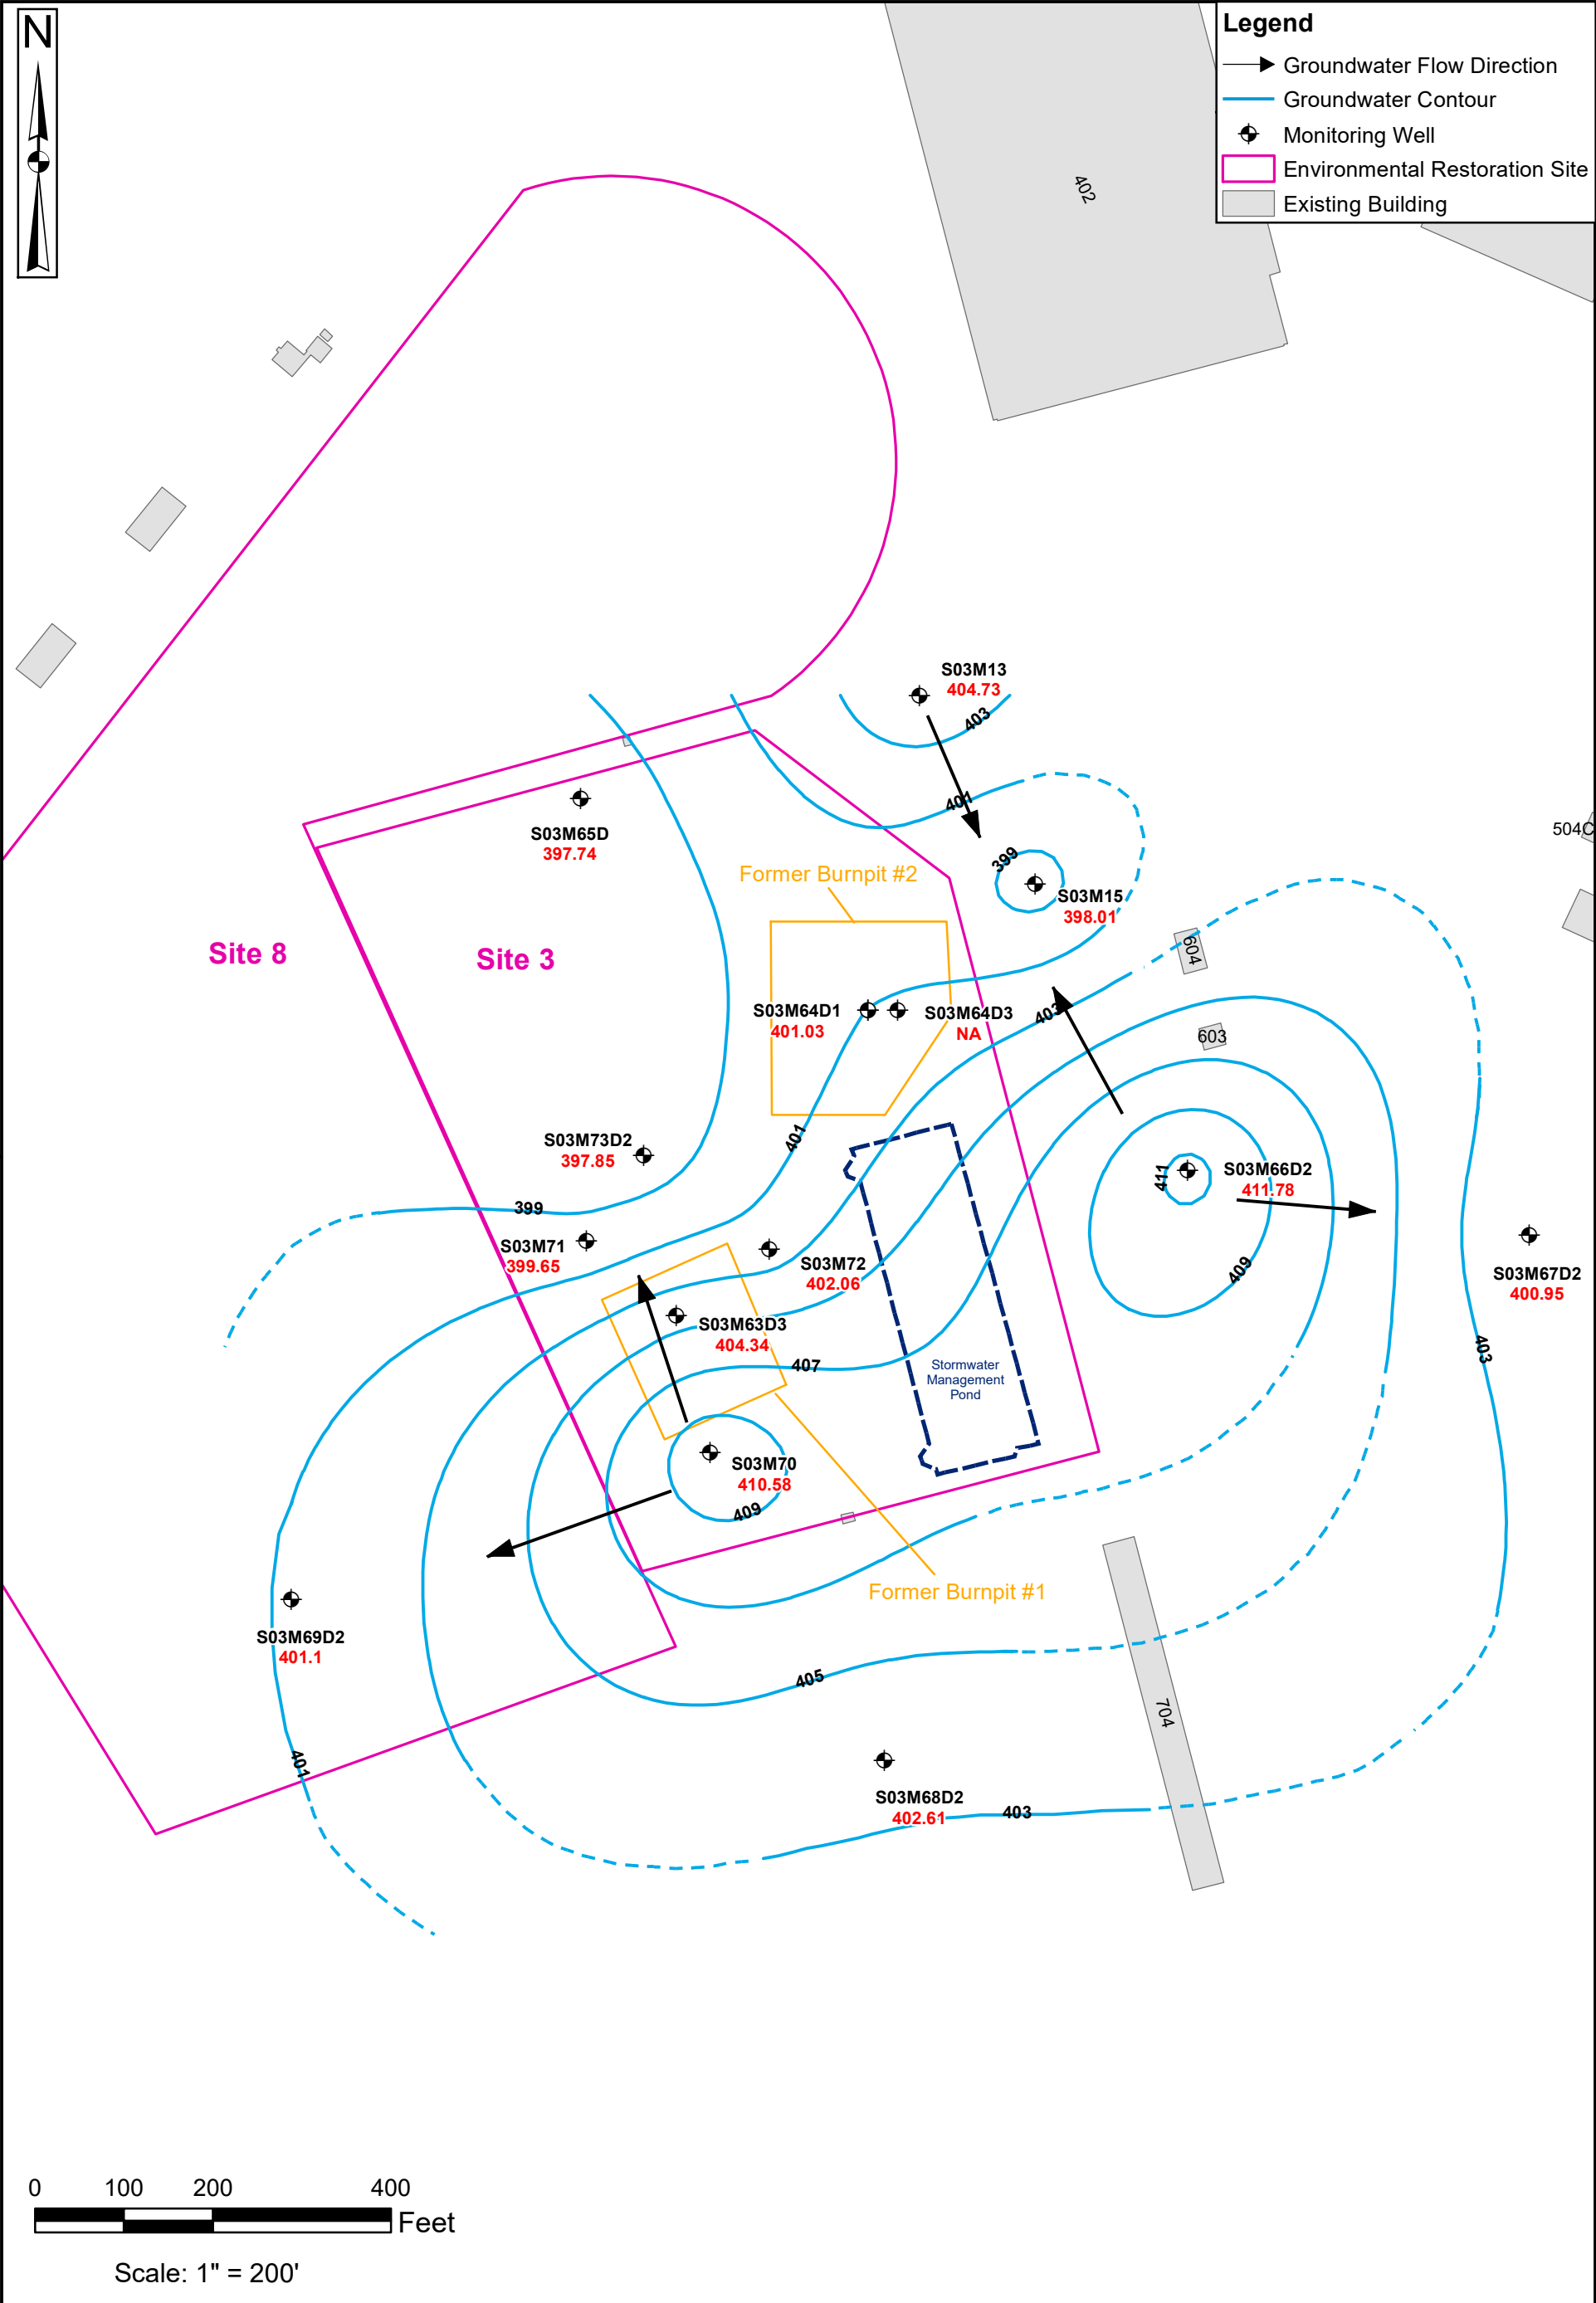 N
Legend
Groundwater Flow Direction
Groundwater Contour
Monitoring Well
Environmental Restoration Site
Existing Building
402
S03M13
404.73
403
401
S03M65D
397.74
504C
399
Former Burnpit #2
S03M15
398.01
Site 8
Site 3
604
S03M64D1
401.03
S03M64D3
NA
403
603
401
S03M73D2
397.85
411
S03M66D2
411.78
399
S03M71
399.65
S03M72
402.06
409
S03M67D2
400.95
S03M63D3
404.34
403
407
Stormwater
Management
Pond
S03M70
410.58
409
Former Burnpit #1
S03M69D2
401.1
405
704
401
S03M68D2
402.61
403
0 100 200 400
Feet
Scale: 1" = 200'